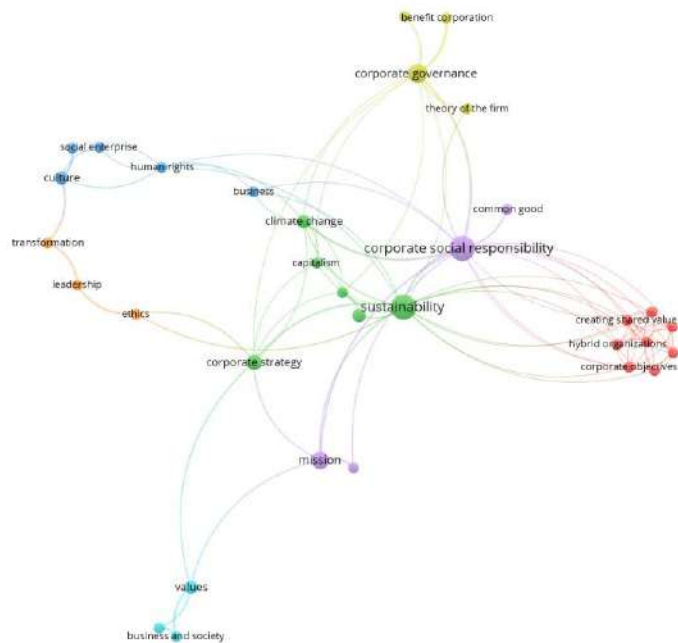 benefit corporation
corporate governance
theory of the firm
social enterprise
human rights
culture
business
common good
climate change
transformation
corporate social responsibility
capitalism
leadership
sustainability
ethics
creating shared value
hybrid organizations
corporate strategy
corporate objectives
mission
values
business and society